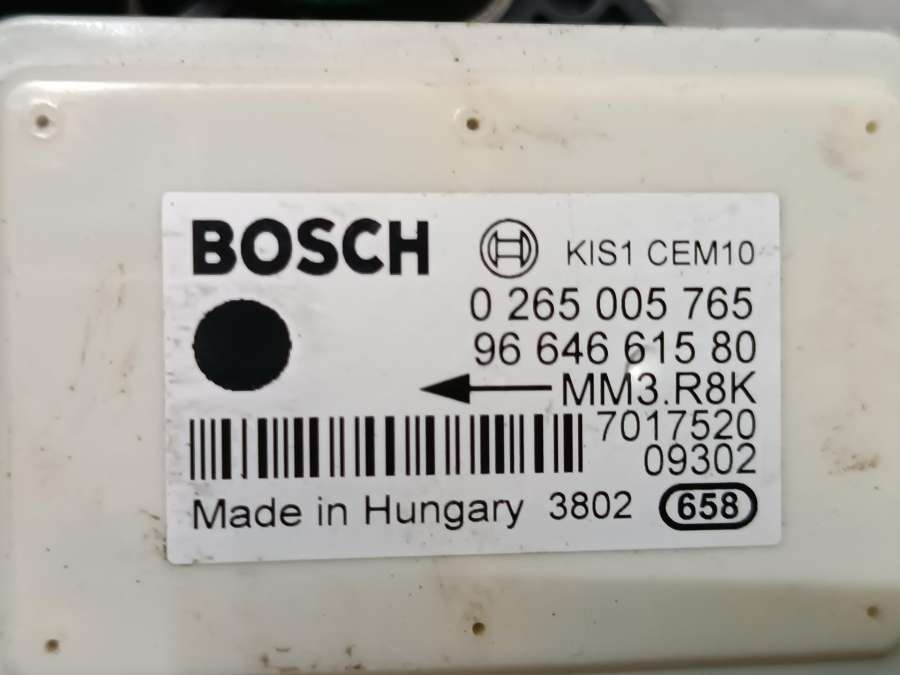 BOSCH KIS1 CEM10
0 265 005 765
96 646 615 80
MM3.R8K
7017520
09302
Made in Hungary 3802 658